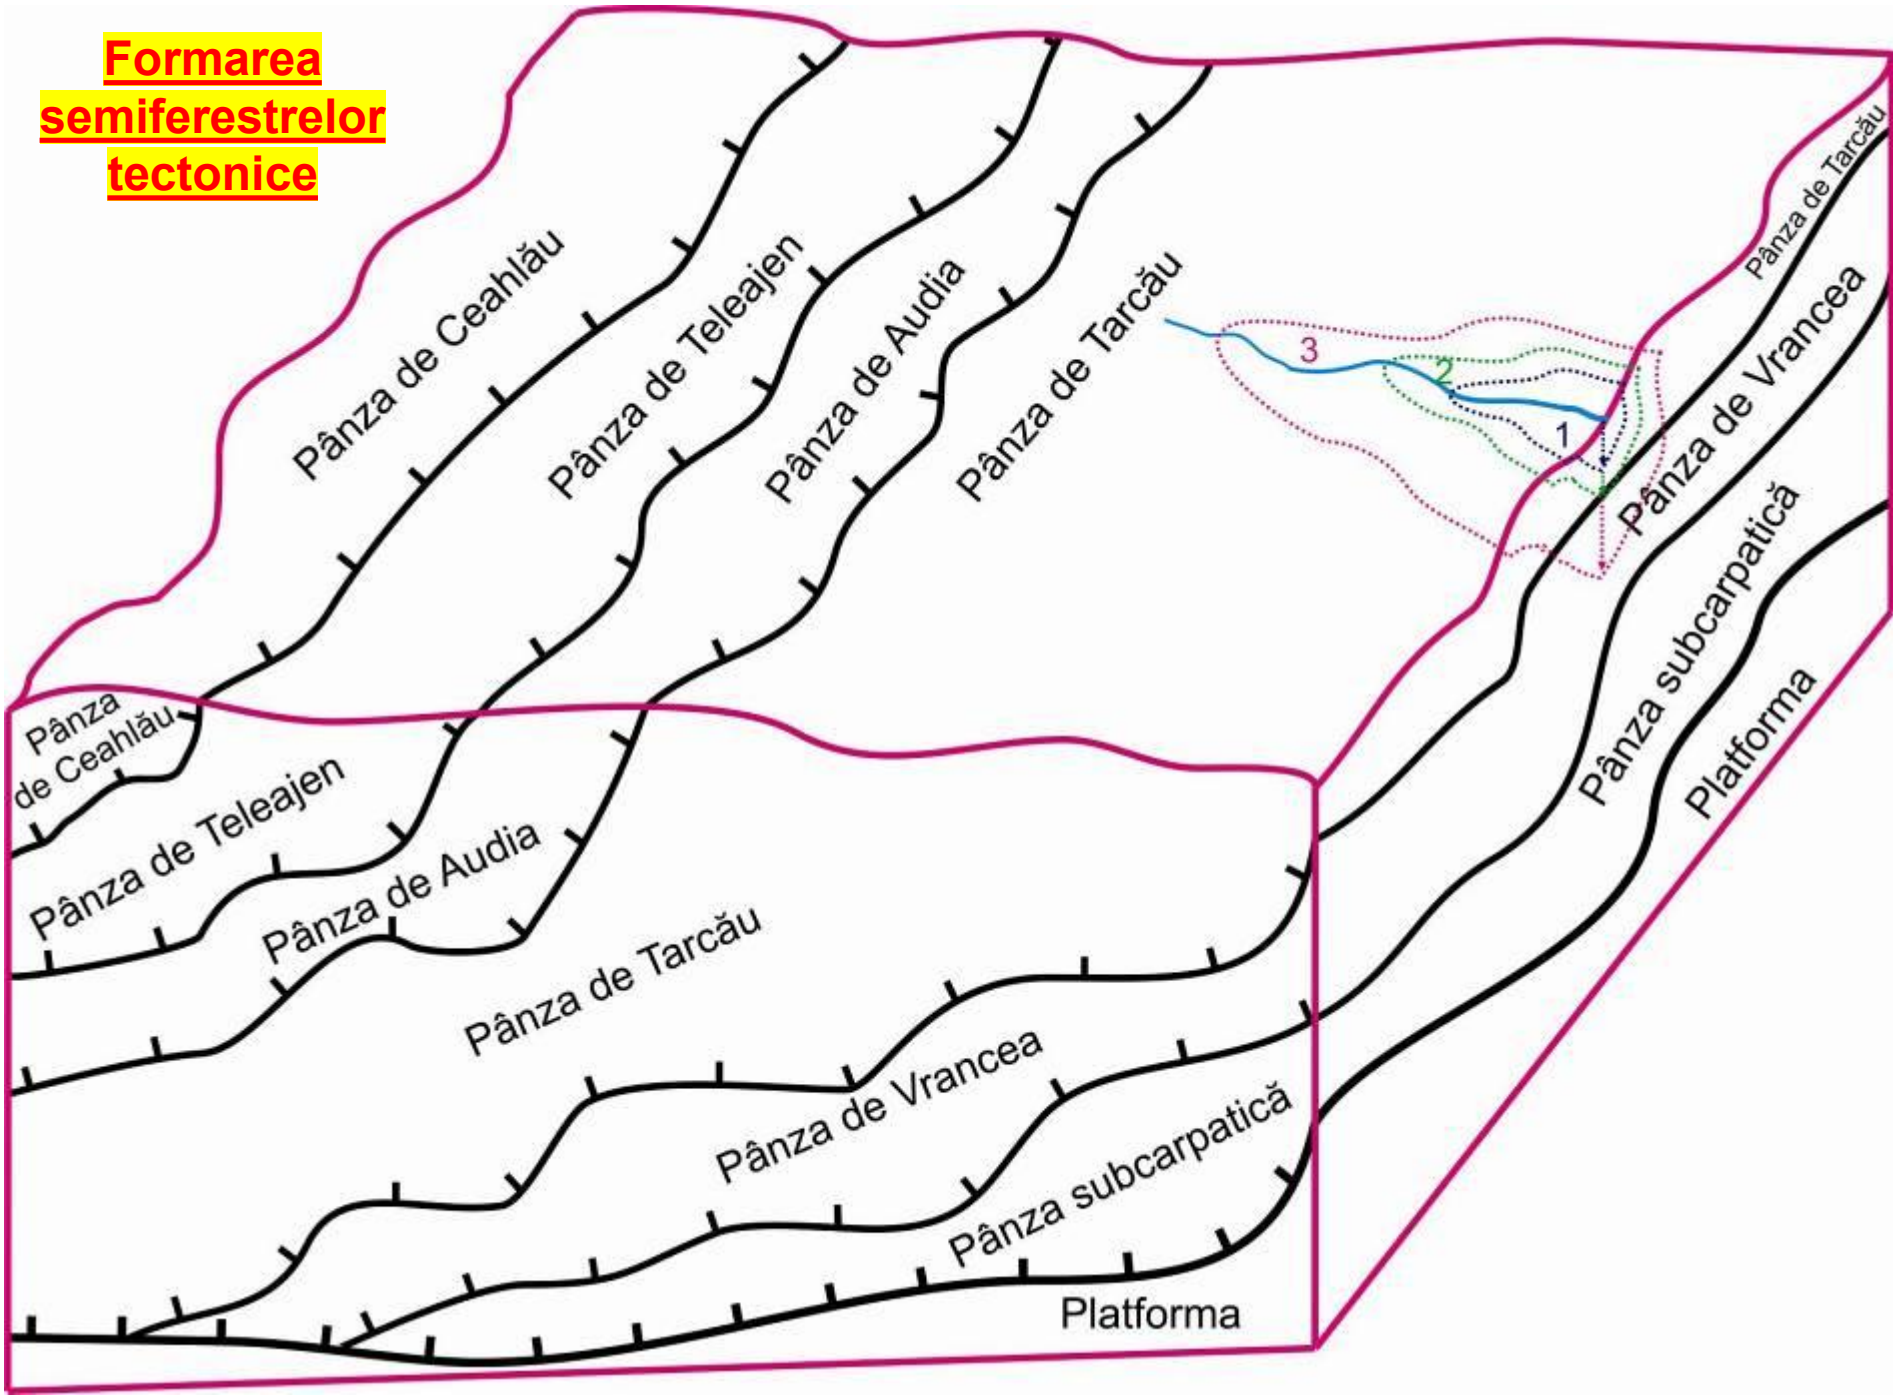 Formarea
semiferestrelor
tectonice
Pânza de Ceahlău
Pânza de Teleajen
Pânza de Audia
Pânza de Tarcău
3
2
1
Pânza de Tarcău
Pânza de Vrancea
Pânza subcarpatică
Platforma
Pânza
de Ceahlău
Pânza de Teleajen
Pânza de Audia
Pânza de Tarcău
Pânza de Vrancea
Pânza subcarpatică
Platforma